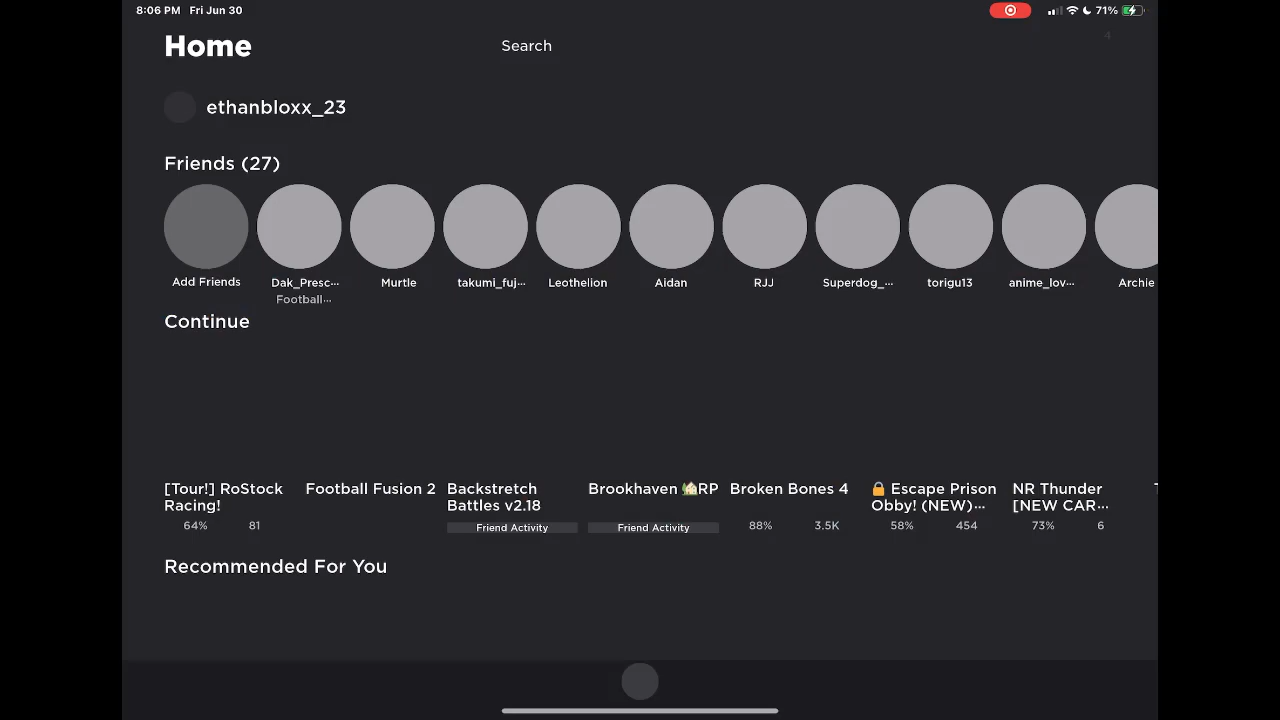 8:06 PM Fri Jun 30
71%
4
Home
Search
ethanbloxx_23
Friends (27)
Add Friends
Dak_Presc...
Football...
Murtle
takumi_fuj...
Leothelion
Aidan
RJJ
Superdog_...
torigu13
anime_lov...
Archie
Continue
[Tour!] RoStock
Racing!
64% 81
Football Fusion 2
Backstretch
Battles v2.18
Friend Activity
Brookhaven 🏡RP
Friend Activity
Broken Bones 4
88% 3.5K
🔒 Escape Prison
Obby! (NEW)...
58% 454
NR Thunder
[NEW CAR...
73% 6
Recommended For You